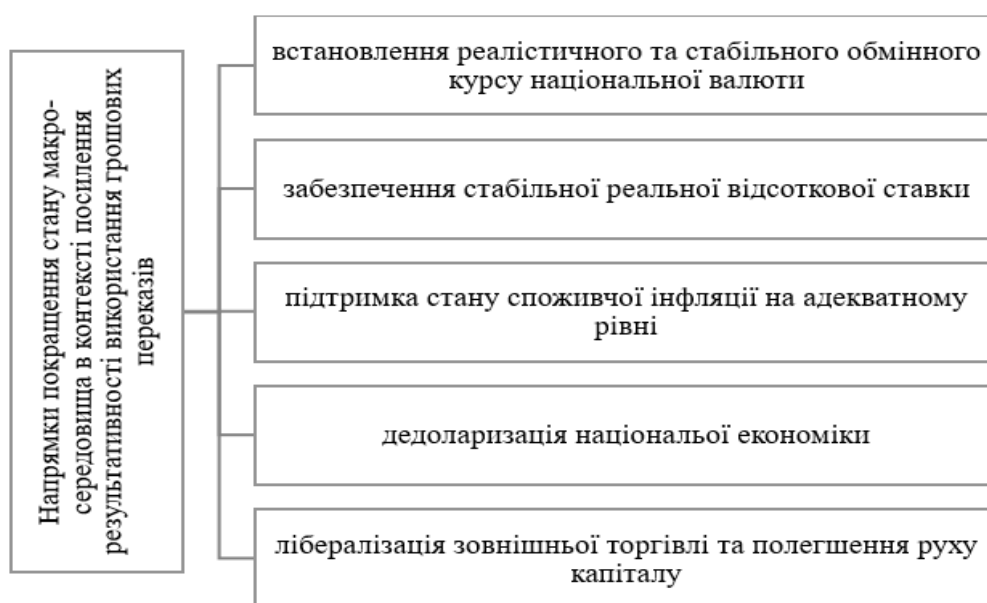 Напрямки покращення стану макро-
середовища в контексті посилення
результативності використання грошових
переказів
встановлення реалістичного та стабільного обмінного
курсу національної валюти
забезпечення стабільної реальної відсоткової ставки
підтримка стану споживчої інфляції на адекватному
рівні
дедоларизація національої економіки
лібералізація зовнішньої торгівлі та полегшення руху
капіталу